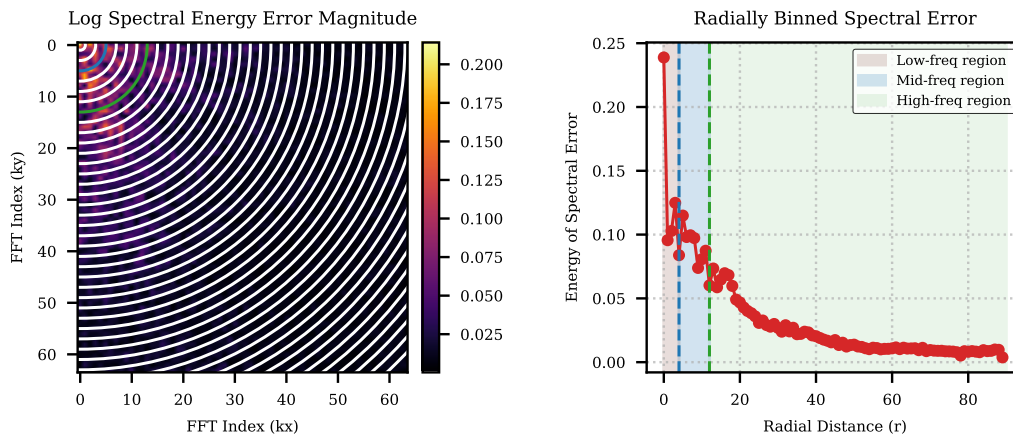 Log Spectral Energy Error Magnitude
0
10
20
30
40
50
60
FFT Index (ky)
0 10 20 30 40 50 60
FFT Index (kx)
0.200
0.175
0.150
0.125
0.100
0.075
0.050
0.025
Radially Binned Spectral Error
0.25
0.20
0.15
0.10
0.05
0.00
Energy of Spectral Error
Low-freq region
Mid-freq region
High-freq region
0 20 40 60 80
Radial Distance (r)